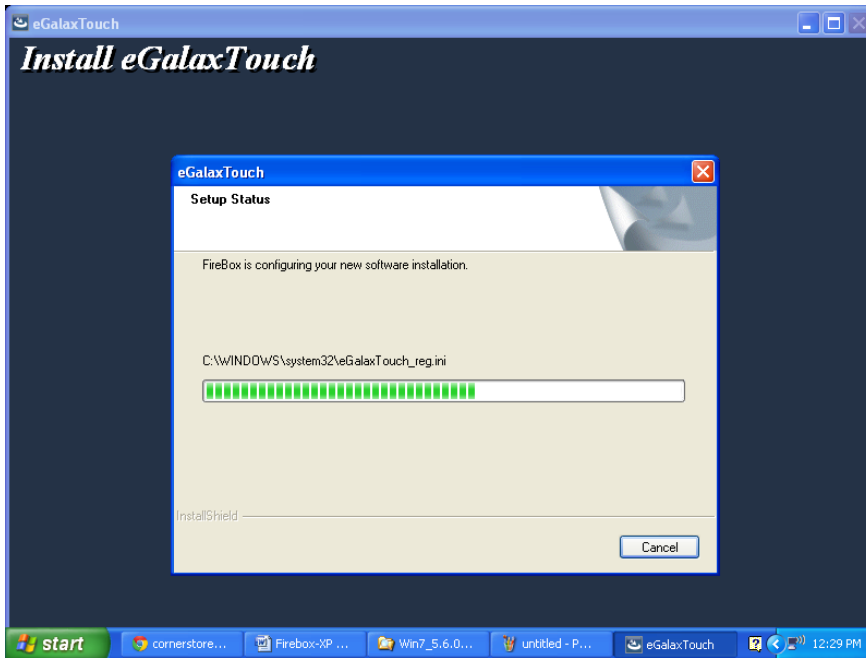 eGalaxTouch
Install eGalaxTouch
eGalaxTouch
Setup Status
FireBox is configuring your new software installation.
C:\WINDOWS\system32\eGalaxTouch_reg.ini
InstallShield
Cancel
start
cornerstore...
Firebox-XP ...
Win7_5.6.0...
untitled - P...
eGalaxTouch
12:29 PM